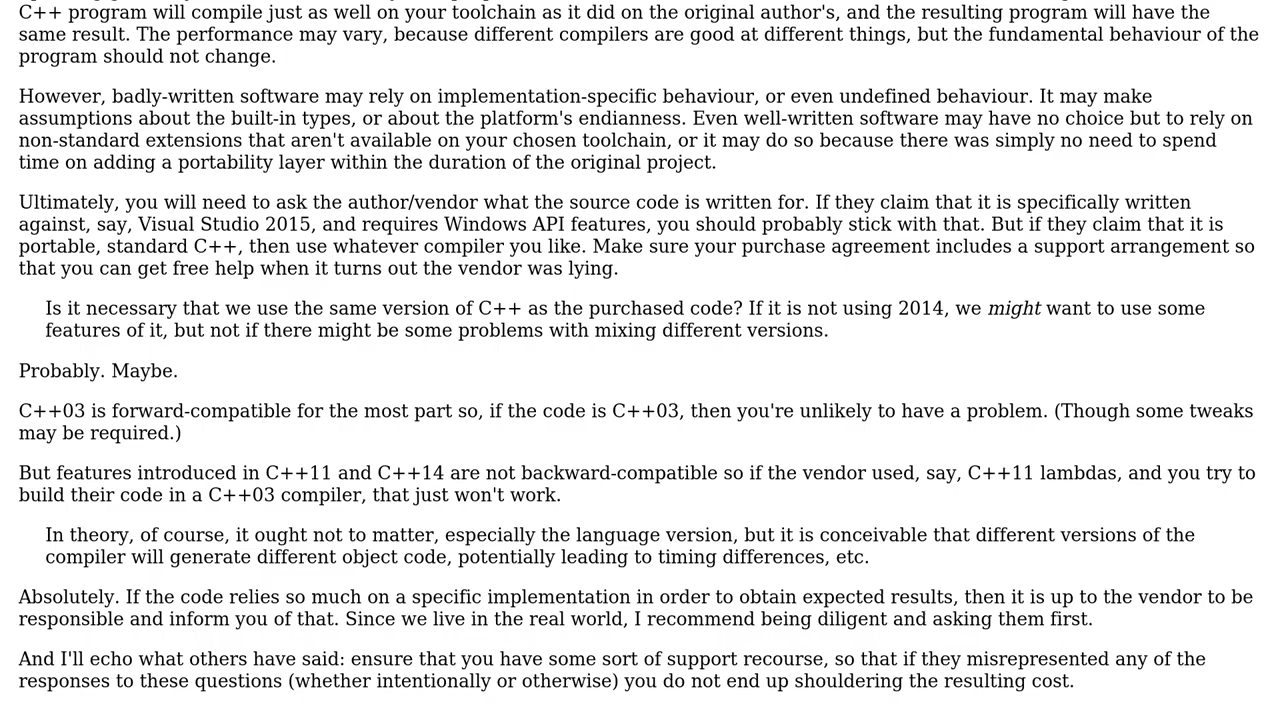 C++ program will compile just as well on your toolchain as it did on the original author's, and the resulting program will have the
same result. The performance may vary, because different compilers are good at different things, but the fundamental behaviour of the
program should not change.
However, badly-written software may rely on implementation-specific behaviour, or even undefined behaviour. It may make
assumptions about the built-in types, or about the platform's endianness. Even well-written software may have no choice but to rely on
non-standard extensions that aren't available on your chosen toolchain, or it may do so because there was simply no need to spend
time on adding a portability layer within the duration of the original project.
Ultimately, you will need to ask the author/vendor what the source code is written for. If they claim that it is specifically written
against, say, Visual Studio 2015, and requires Windows API features, you should probably stick with that. But if they claim that it is
portable, standard C++, then use whatever compiler you like. Make sure your purchase agreement includes a support arrangement so
that you can get free help when it turns out the vendor was lying.
Is it necessary that we use the same version of C++ as the purchased code? If it is not using 2014, we might want to use some
features of it, but not if there might be some problems with mixing different versions.
Probably. Maybe.
C++03 is forward-compatible for the most part so, if the code is C++03, then you're unlikely to have a problem. (Though some tweaks
may be required.)
But features introduced in C++11 and C++14 are not backward-compatible so if the vendor used, say, C++11 lambdas, and you try to
build their code in a C++03 compiler, that just won't work.
In theory, of course, it ought not to matter, especially the language version, but it is conceivable that different versions of the
compiler will generate different object code, potentially leading to timing differences, etc.
Absolutely. If the code relies so much on a specific implementation in order to obtain expected results, then it is up to the vendor to be
responsible and inform you of that. Since we live in the real world, I recommend being diligent and asking them first.
And I'll echo what others have said: ensure that you have some sort of support recourse, so that if they misrepresented any of the
responses to these questions (whether intentionally or otherwise) you do not end up shouldering the resulting cost.